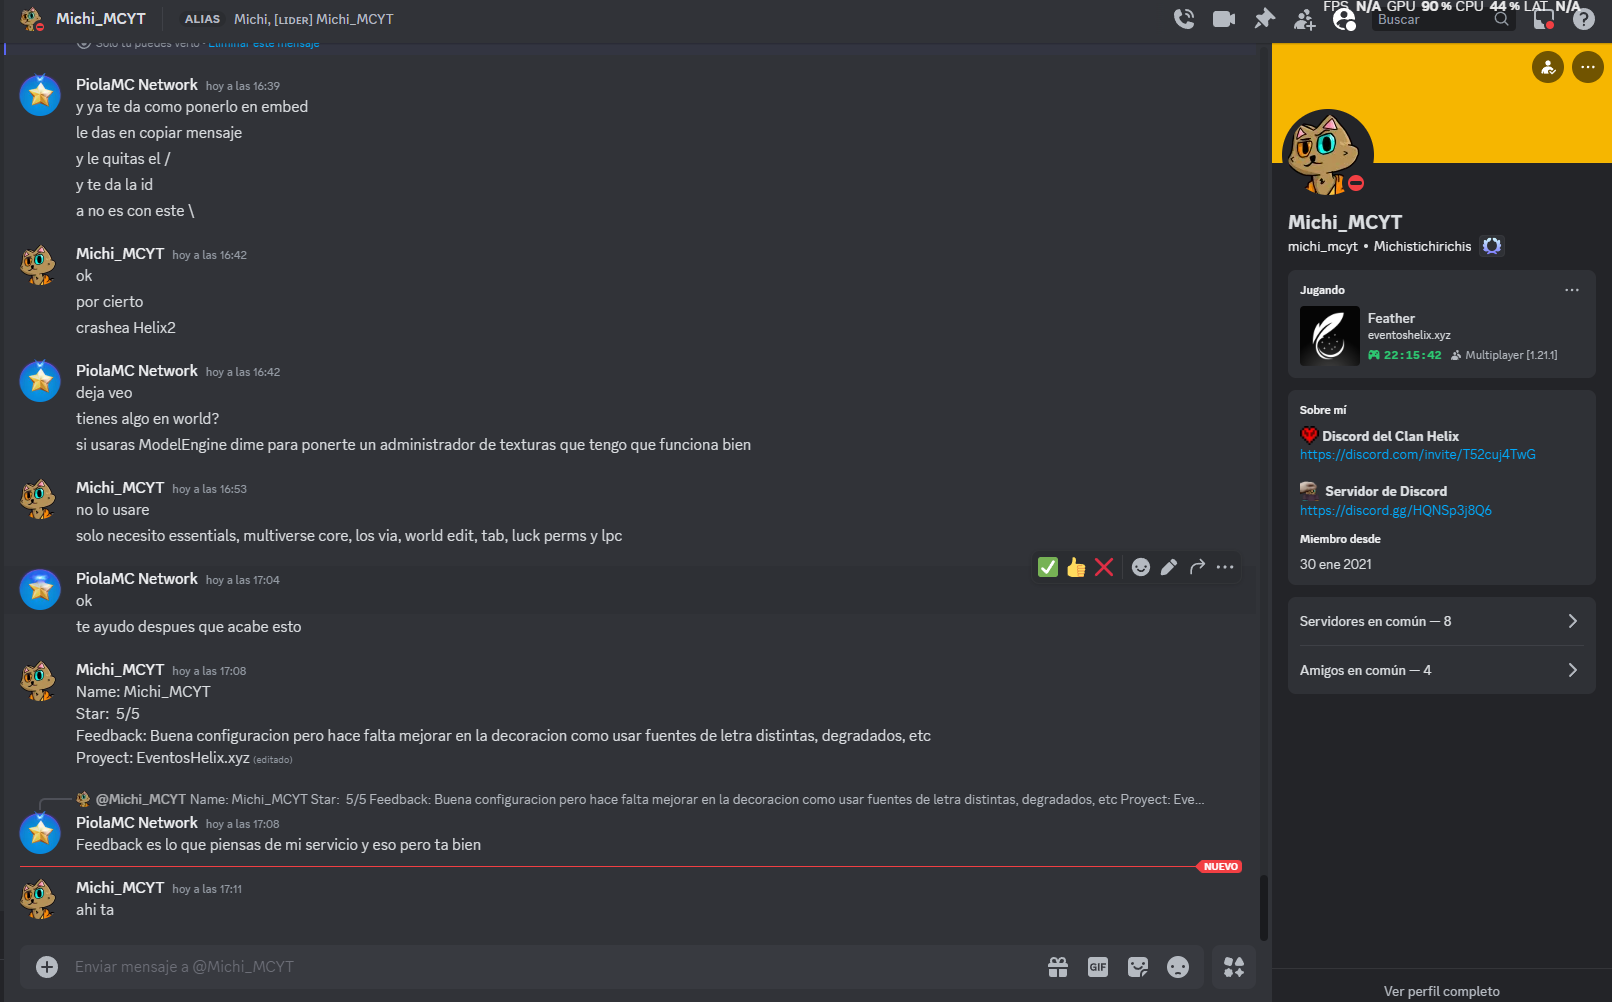 Michi_MCYT
ALIAS Michi, [LIDER] Michi_MCYT
FPS N/A GPU 90 % CPU 44 % LAT N/A
Buscar
Solo tú puedes verlo • Eliminar este mensaje
PiolaMC Network hoy a las 16:39
y ya te da como ponerlo en embed
le das en copiar mensaje
y le quitas el /
y te da la id
a no es con este \
Michi_MCYT hoy a las 16:42
ok
por cierto
crashea Helix2
PiolaMC Network hoy a las 16:42
deja veo
tienes algo en world?
si usaras ModelEngine dime para ponerte un administrador de texturas que tengo que funciona bien
Michi_MCYT hoy a las 16:53
no lo usare
solo necesito essentials, multiverse core, los via, world edit, tab, luck perms y lpc
PiolaMC Network hoy a las 17:04
ok
te ayudo despues que acabe esto
Michi_MCYT hoy a las 17:08
Name: Michi_MCYT
Star: 5/5
Feedback: Buena configuracion pero hace falta mejorar en la decoracion como usar fuentes de letra distintas, degradados, etc
Proyect: EventosHelix.xyz (editado)
@Michi_MCYT Name: Michi_MCYT Star: 5/5 Feedback: Buena configuracion pero hace falta mejorar en la decoracion como usar fuentes de letra distintas, degradados, etc Proyect: Eve...
PiolaMC Network hoy a las 17:08
Feedback es lo que piensas de mi servicio y eso pero ta bien
NUEVO
Michi_MCYT hoy a las 17:11
ahi ta
Enviar mensaje a @Michi_MCYT
GIF
Michi_MCYT
michi_mcyt • Michistichirichis
Jugando
Feather
eventoshelix.xyz
22:15:42 Multiplayer [1.21.1]
Sobre mí
Discord del Clan Helix
https://discord.com/invite/T52cuj4TwG
Servidor de Discord
https://discord.gg/HQNSp3j8Q6
Miembro desde
30 ene 2021
Servidores en común — 8
Amigos en común — 4
Ver perfil completo